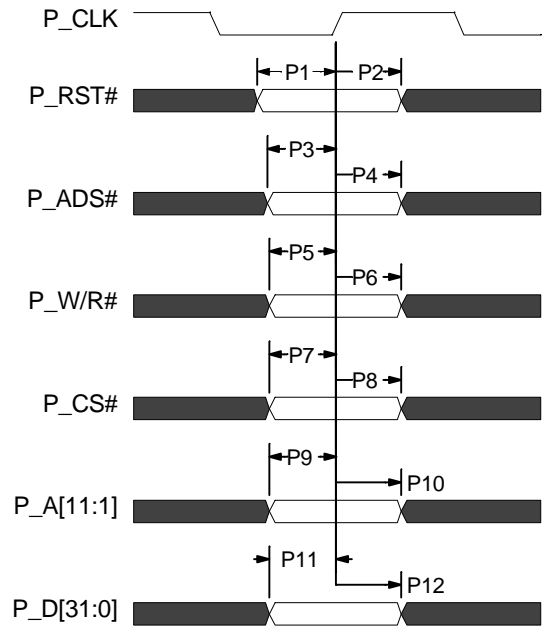 P_CLK
P1 P2
P_RST#
P3
P4
P_ADS#
P5
P6
P_W/R#
P7
P8
P_CS#
P9
P10
P_A[11:1]
P11
P12
P_D[31:0]